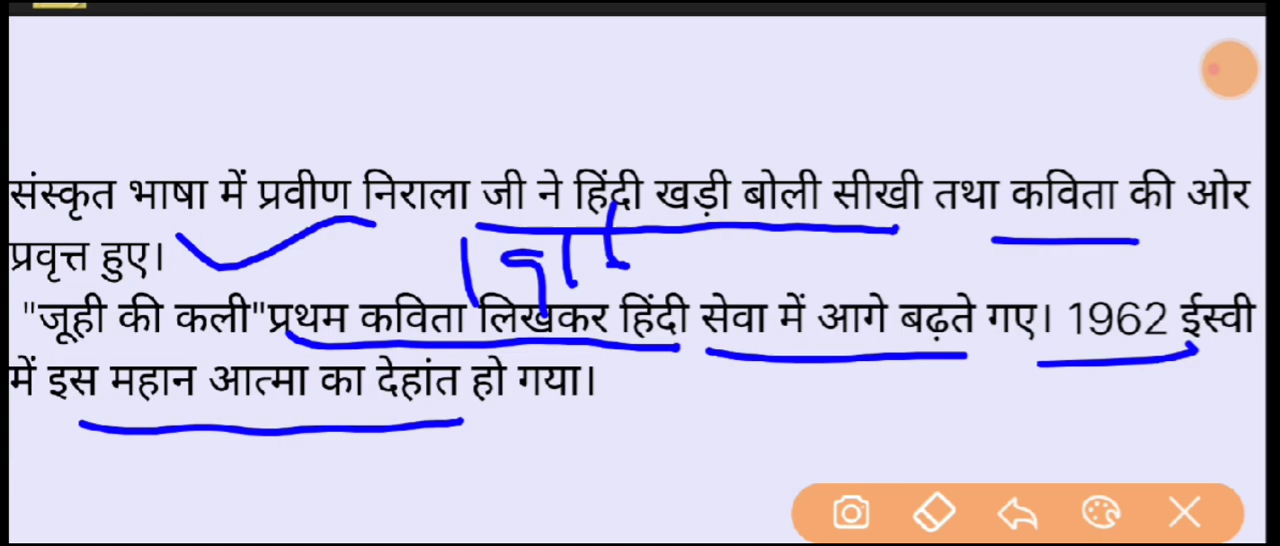 संस्कृत भाषा में प्रवीण निराला जी ने हिंदी खड़ी बोली सीखी तथा कविता की ओर
प्रवृत्त हुए।
"जूही की कली"प्रथम कविता लिखकर हिंदी सेवा में आगे बढ़ते गए। 1962 ईस्वी
में इस महान आत्मा का देहांत हो गया।